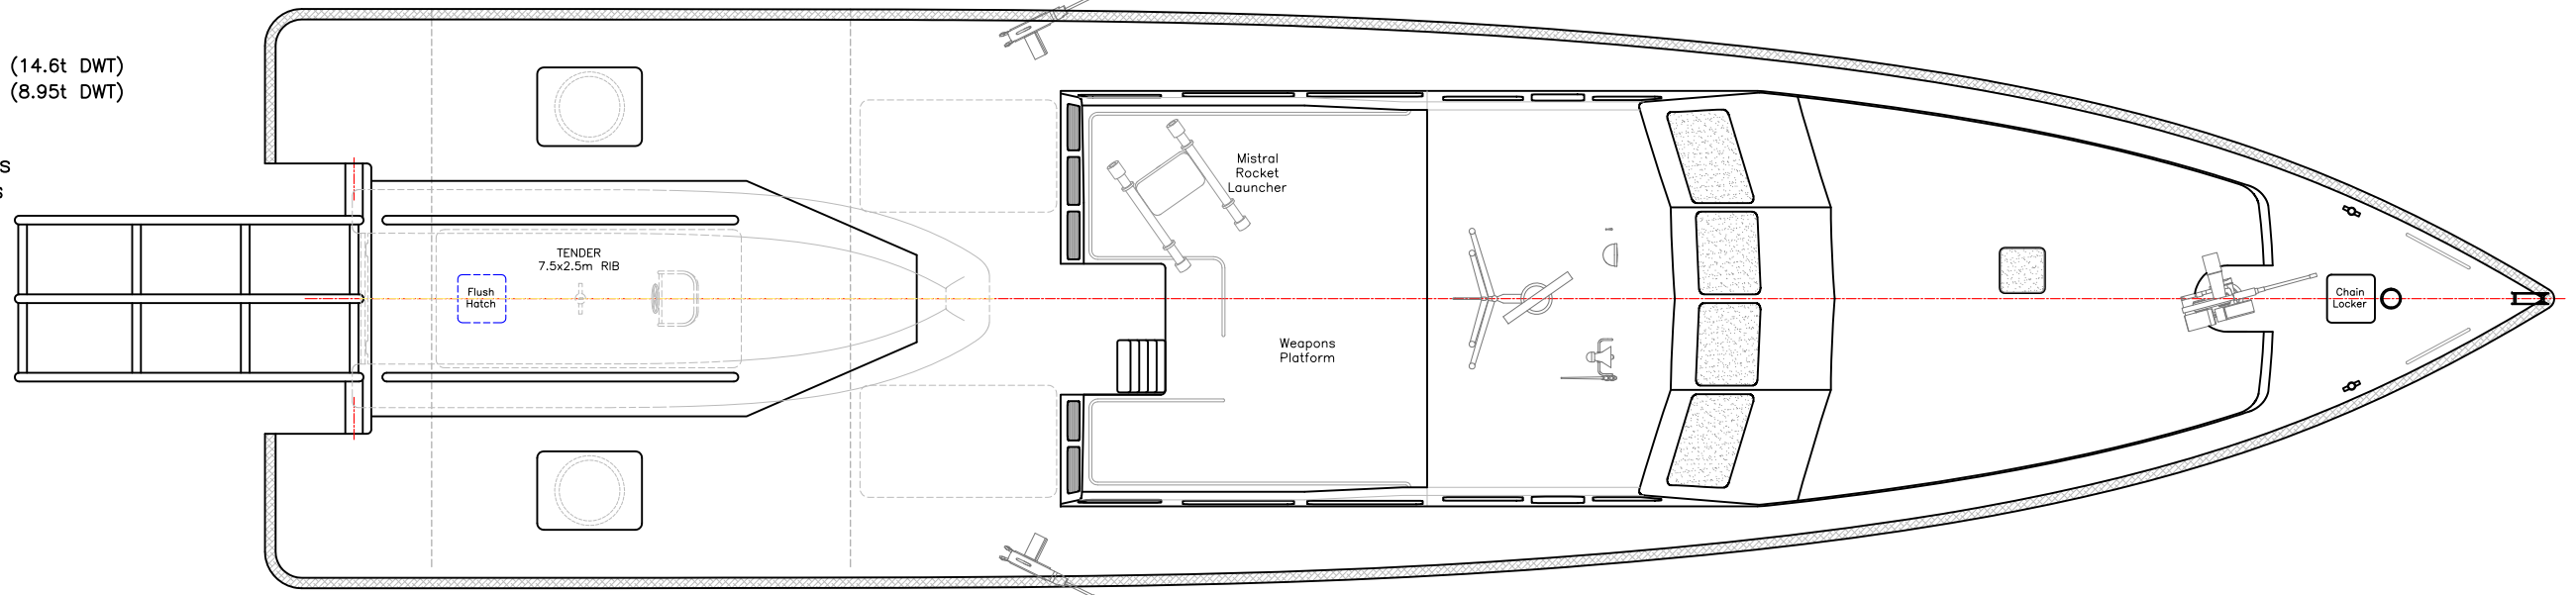 (14.6t DWT)
(8.95t DWT)
s
s
Mistral
Rocket
Launcher
TENDER
7.5x2.5m RIB
Flush
Hatch
Chain
Locker
Weapons
Platform